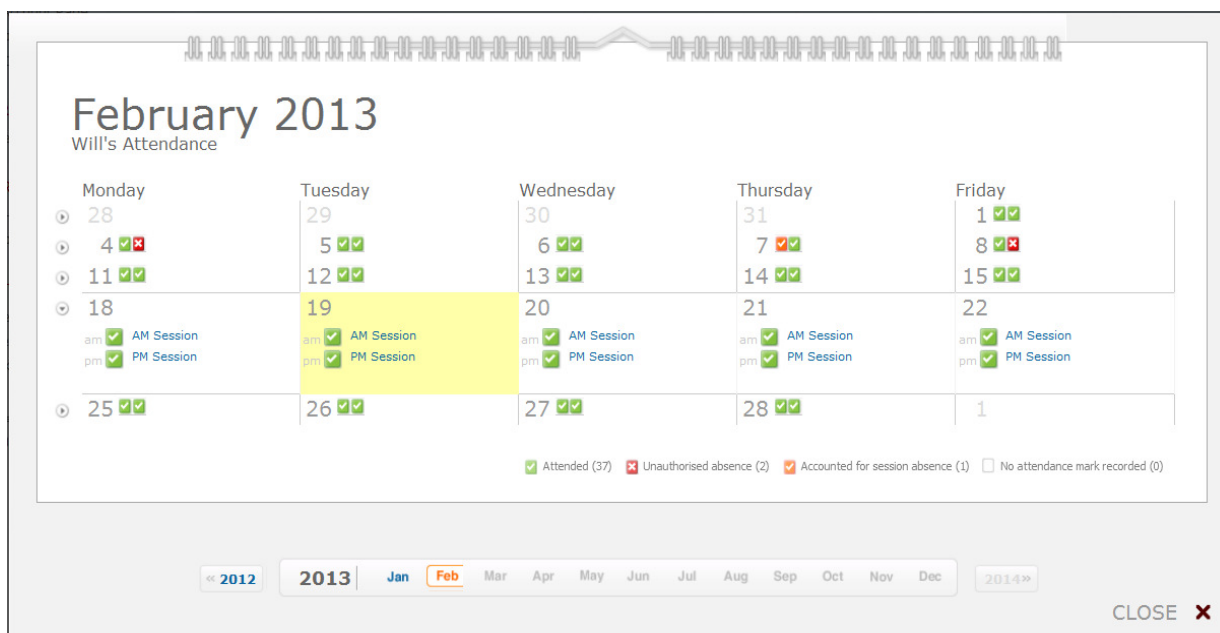 February 2013
Will's Attendance
Monday Tuesday Wednesday Thursday Friday
28 29 30 31 1
4 5 6 7 8
11 12 13 14 15
18 19 20 21 22
am AM Session am AM Session am AM Session am AM Session am AM Session
pm PM Session pm PM Session pm PM Session pm PM Session pm PM Session
25 26 27 28 1
Attended (37) Unauthorised absence (2) Accounted for session absence (1) No attendance mark recorded (0)
« 2012 2013 Jan Feb Mar Apr May Jun Jul Aug Sep Oct Nov Dec 2014»
CLOSE